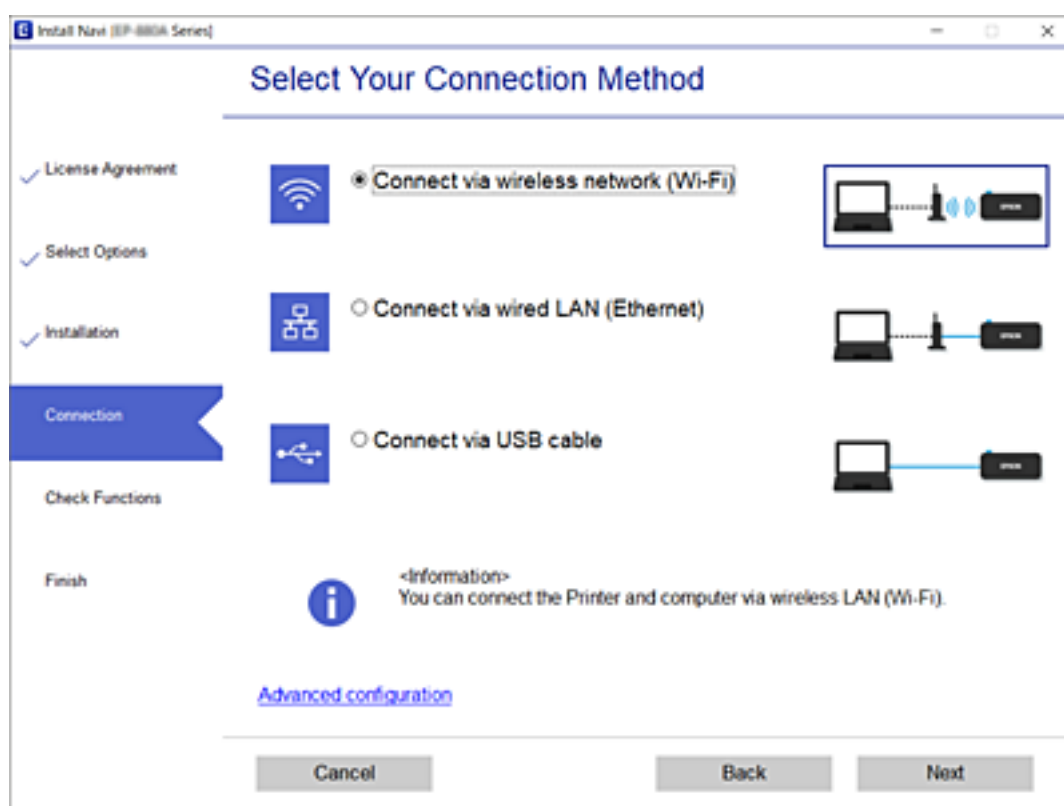 Install Navi Series]
Select Your Connection Method
License Agreement
Select Options
Installation
Connection
Check Functions
Finish
Connect via wireless network (Wi-Fi)
Connect via wired LAN (Ethernet)
Connect via USB cable
<Information>
You can connect the Printer and computer via wireless LAN (Wi-Fi).
Advanced configuration
Cancel
Back
Next